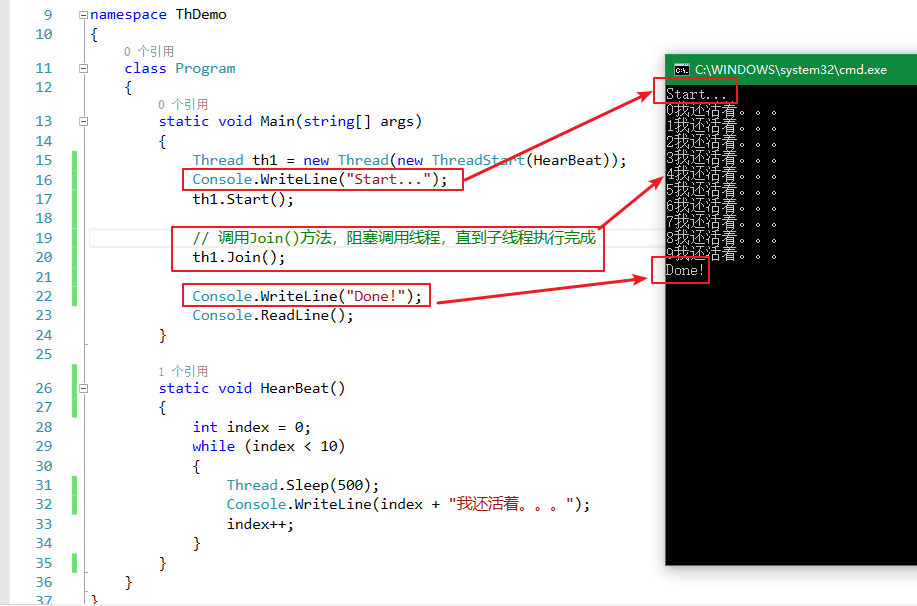 9 namespace ThDemo
10 {
0 个引用
11 class Program
12 {
0 个引用
13 static void Main(string[] args)
14 {
15 Thread th1 = new Thread(new ThreadStart(HearBeat));
16 Console.WriteLine("Start...");
17 th1.Start();
18
19 // 调用Join()方法，阻塞调用线程，直到子线程执行完成
20 th1.Join();
21
22 Console.WriteLine("Done!");
23 Console.ReadLine();
24 }
25
1 个引用
26 static void HearBeat()
27 {
28 int index = 0;
29 while (index < 10)
30 {
31 Thread.Sleep(500);
32 Console.WriteLine(index + "我还活着。。。");
33 index++;
34 }
35 }
36 }
37 }
C:\WINDOWS\system32\cmd.exe
Start...
0我还活着。。。
1我还活着。。。
2我还活着。。。
3我还活着。。。
4我还活着。。。
5我还活着。。。
6我还活着。。。
7我还活着。。。
8我还活着。。。
9我还活着。。。
Done!